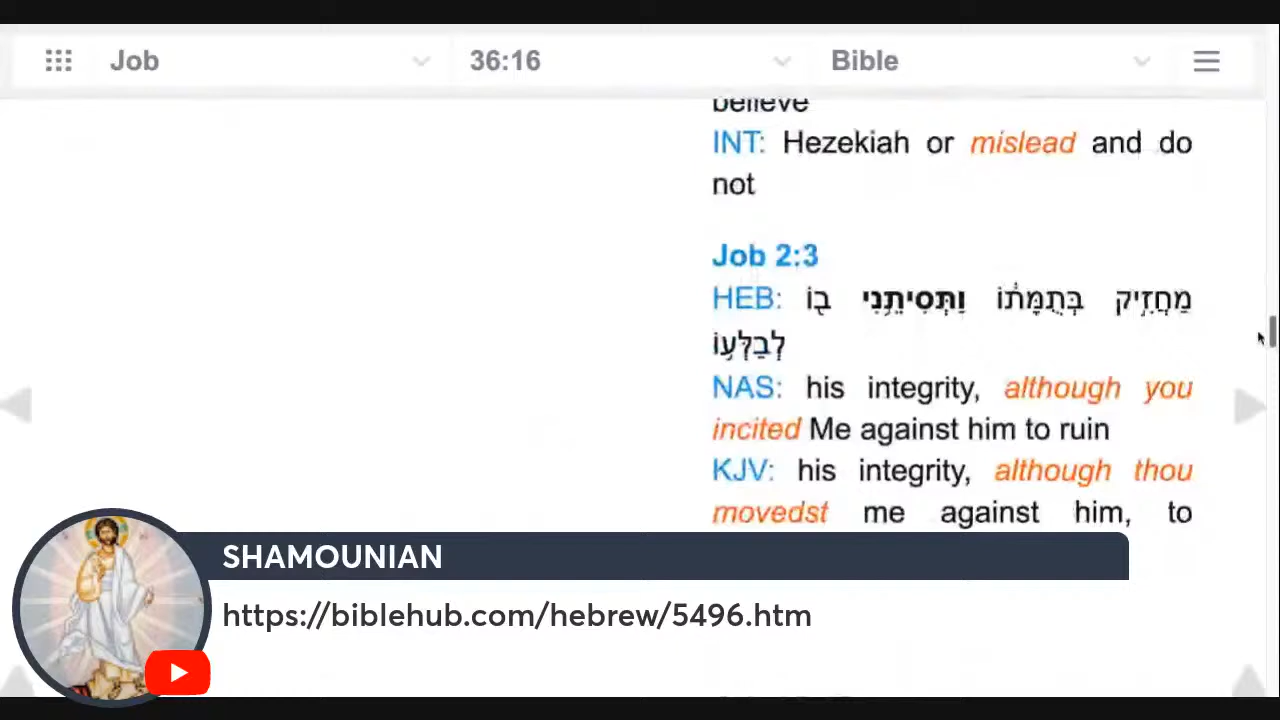 Job 36:16 Bible
believe
INT: Hezekiah or mislead and do
not
Job 2:3
HEB: מַחֲזִ֣יק בְּתֻמָּת֔וֹ וַתְּסִיתֵ֥נִי ב֖וֹ
לְבַלְּע֥וֹ
NAS: his integrity, although you
incited Me against him to ruin
KJV: his integrity, although thou
movedst me against him, to
SHAMOUNIAN
https://biblehub.com/hebrew/5496.htm